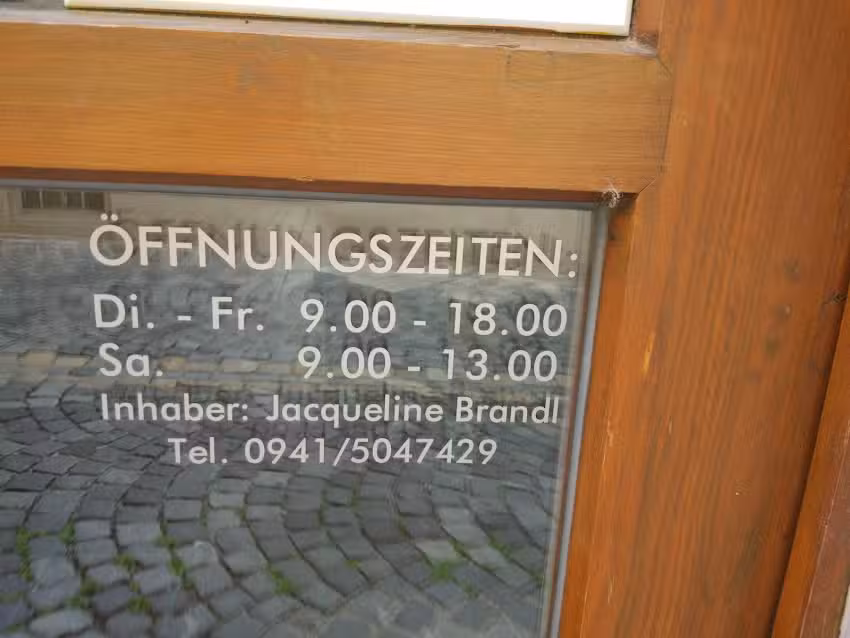 ÖFFNUNGSZEITEN:
Di. - Fr. 9.00 - 18.00
Sa. 9.00 - 13.00
Inhaber: Jacqueline Brandl
Tel. 0941/5047429